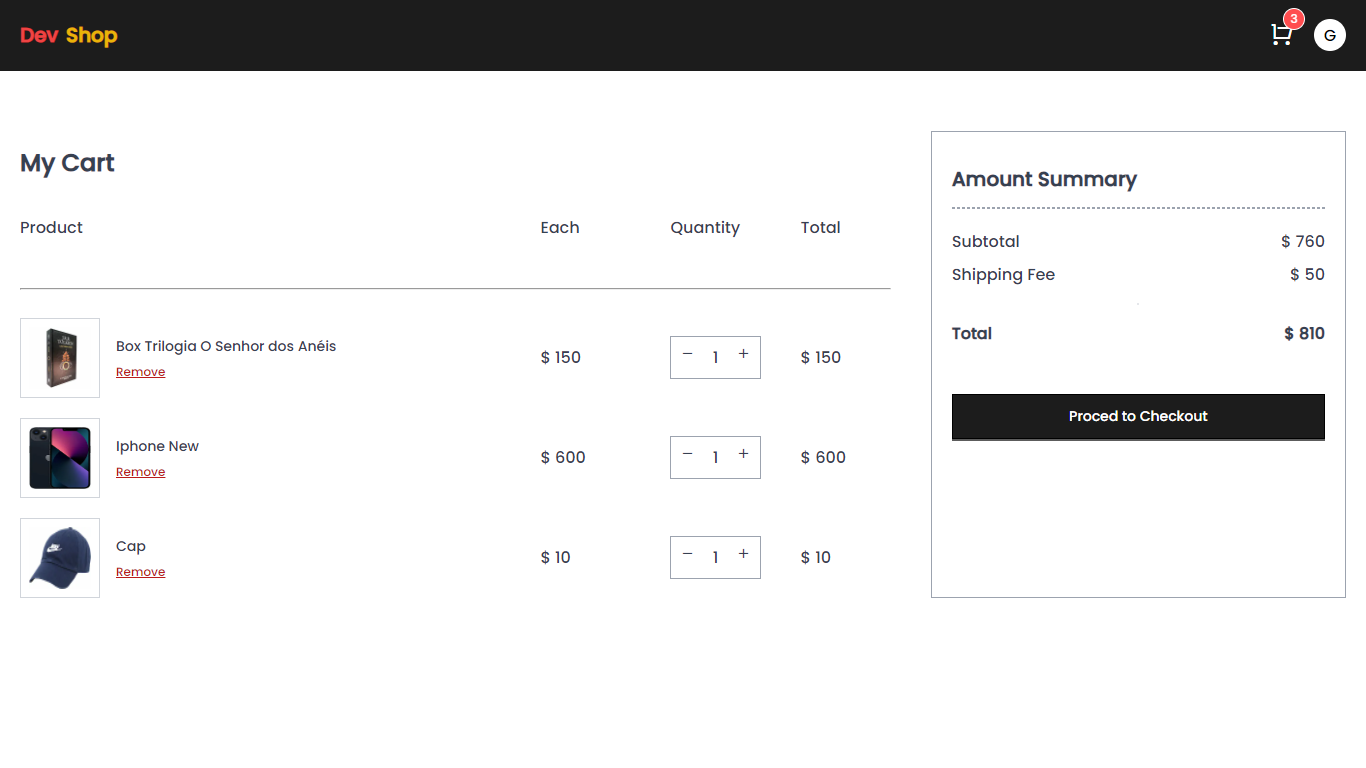 Dev Shop
3
G
My Cart
Product Each Quantity Total
Box Trilogia O Senhor dos Anéis
Remove
$ 150 − 1 + $ 150
Iphone New
Remove
$ 600 − 1 + $ 600
Cap
Remove
$ 10 − 1 + $ 10
Amount Summary
Subtotal $ 760
Shipping Fee $ 50
Total $ 810
Proced to Checkout